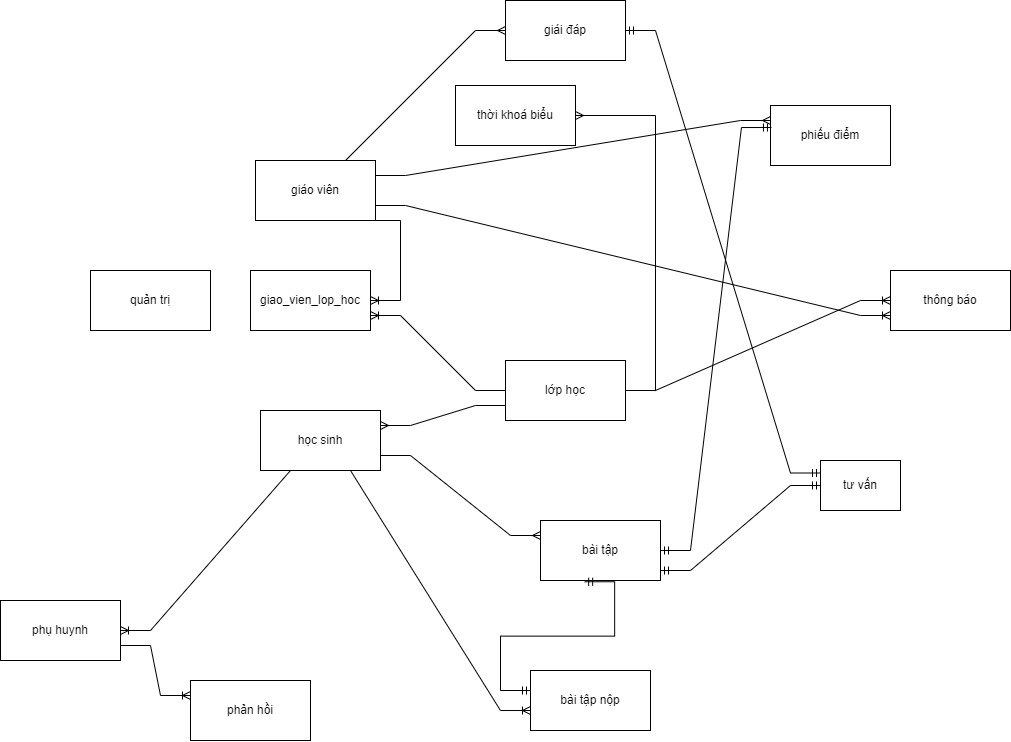 giái đáp
thời khoá biểu
phiếu điểm
giáo viên
quản trị
giao_vien_lop_hoc
thông báo
lớp học
học sinh
tư vấn
bài tập
phụ huynh
bài tập nộp
phản hồi